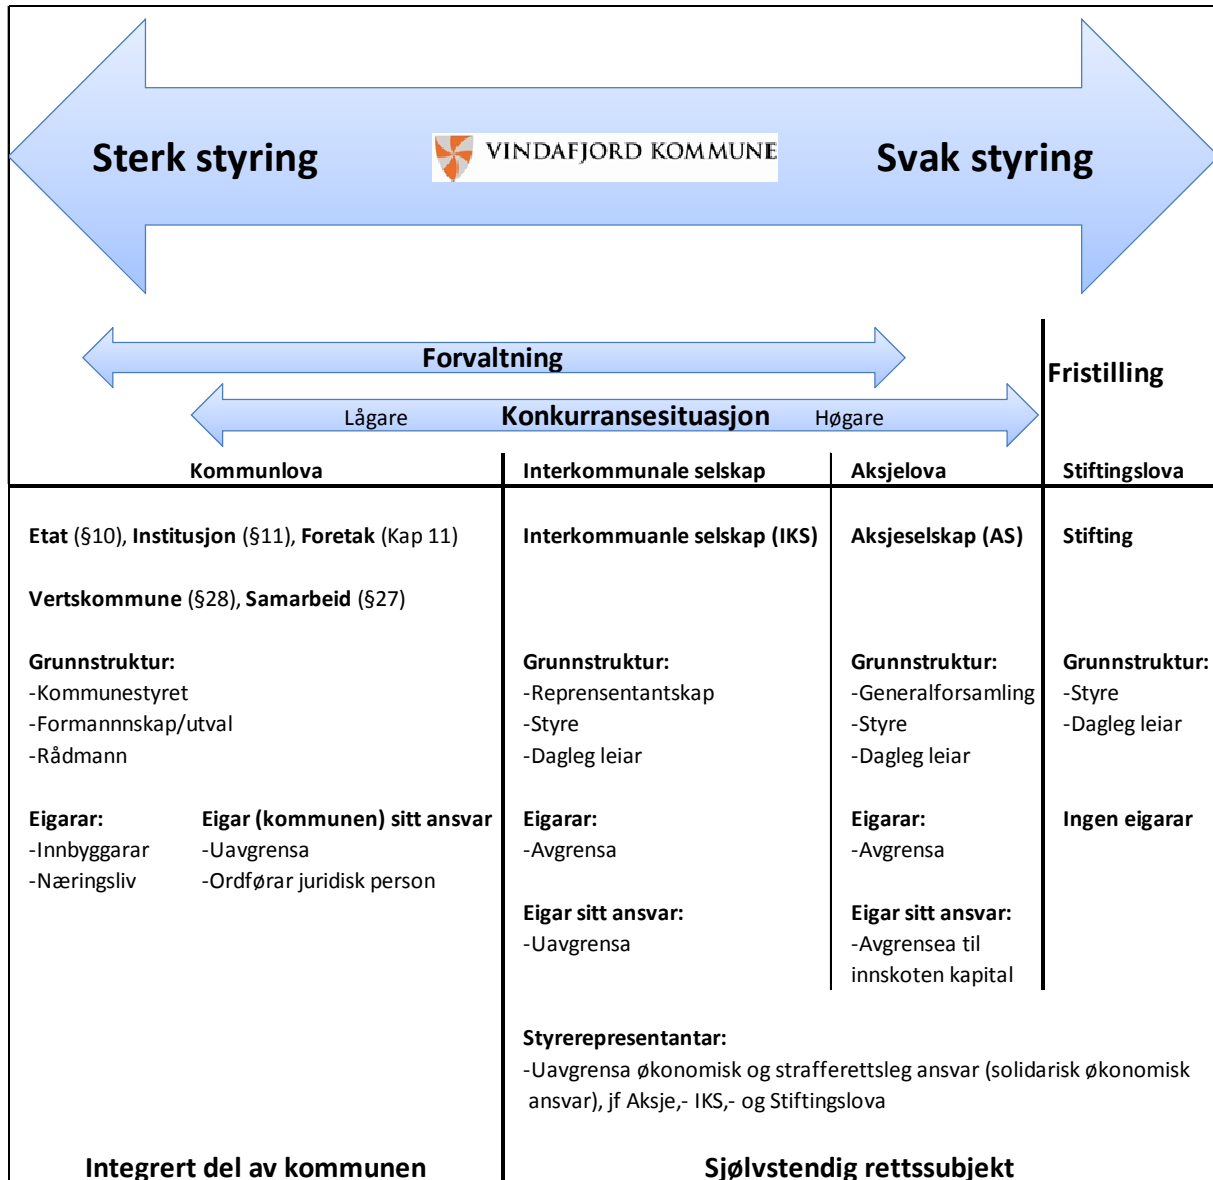 Sterk styring
VINDAFJORD KOMMUNE
Svak styring
Forvaltning
Fristilling
Lågare Konkurransesituasjon Høgare
Kommunlova
Interkommunale selskap
Aksjelova
Stiftingslova
Etat (§10), Institusjon (§11), Foretak (Kap 11)
Vertskommune (§28), Samarbeid (§27)
Grunnstruktur:
-Kommunestyret
-Formannnskap/utval
-Rådmann
Eigarar:
-Innbyggarar
-Næringsliv
Eigar (kommunen) sitt ansvar
-Uavgrensa
-Ordførar juridisk person
Interkommuanle selskap (IKS)
Grunnstruktur:
-Reprensentantskap
-Styre
-Dagleg leiar
Eigarar:
-Avgrensa
Eigar sitt ansvar:
-Uavgrensa
Aksjeselskap (AS)
Grunnstruktur:
-Generalforsamling
-Styre
-Dagleg leiar
Eigarar:
-Avgrensa
Eigar sitt ansvar:
-Avgrensea til
innskoten kapital
Stifting
Grunnstruktur:
-Styre
-Dagleg leiar
Ingen eigarar
Styrerepresentantar:
-Uavgrensa økonomisk og strafferettsleg ansvar (solidarisk økonomisk
ansvar), jf Aksje,- IKS,- og Stiftingslova
Integrert del av kommunen
Sjølvstendig rettssubjekt